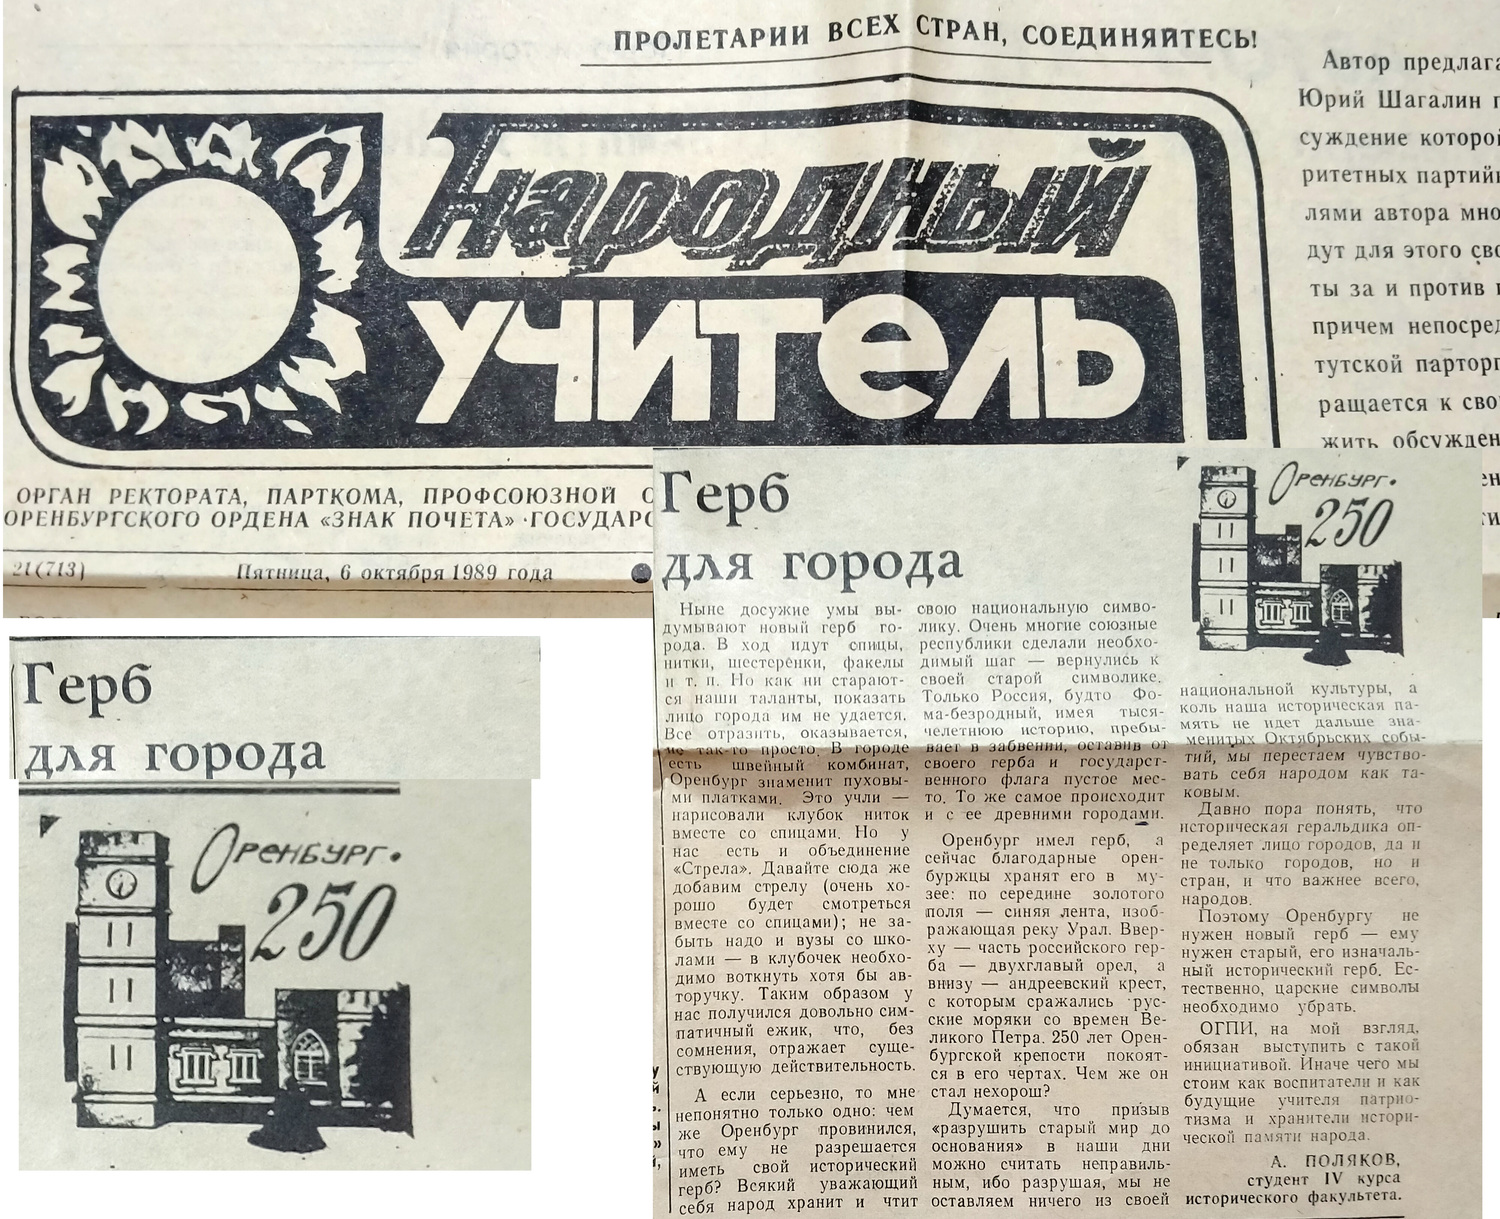 ПРОЛЕТАРИИ ВСЕХ СТРАН, СОЕДИНЯЙТЕСЬ!
Народный
учитель
ОРГАН РЕКТОРАТА, ПАРТКОМА, ПРОФСОЮЗНОЙ
ОРЕНБУРГСКОГО ОРДЕНА «ЗНАК ПОЧЕТА» ГОСУДАРС
21(713)
Пятница, 6 октября 1989 года
Автор предлага
Юрий Шагалин п
суждение которой
ритетных партий
лями автора мно
дут для этого сво
ты за и против
причем непосред
тутской парторг
ращается к сво
жить обсужден
Герб
для города
ОРЕНБУРГ.
250
Герб
для города
ОРЕНБУРГ.
250
Ныне досужие умы вы-
думывают новый герб го-
рода. В ход идут спицы,
нитки, шестерёнки, факелы
и т. п. Но как ни старают-
ся наши таланты, показать
лицо города им не удается.
Все отразить, оказывается,
не так-то просто. В городе
есть швейный комбинат,
Оренбург знаменит пуховы-
ми платками. Это учли —
нарисовали клубок ниток
вместе со спицами. Но у
нас есть и объединение
«Стрела». Давайте сюда же
добавим стрелу (очень хо-
рошо будет смотреться
вместе со спицами); не за-
быть надо и вузы со шко-
лами — в клубочек необхо-
димо воткнуть хотя бы ав-
торучку. Таким образом у
нас получился довольно сим-
патичный ежик, что, без
сомнения, отражает суще-
ствующую действительность.
А если серьезно, то мне
непонятно только одно: чем
же Оренбург провинился,
что ему не разрешается
иметь свой исторический
герб? Всякий уважающий
себя народ хранит и чтит
свою национальную симво-
лику. Очень многие союзные
республики сделали необхо-
димый шаг — вернулись к
своей старой символике.
Только Россия, будто Фо-
ма-безродный, имея тыся-
челетнюю историю, пребы-
вает в забвении, оставив от
своего герба и государст-
венного флага пустое мес-
то. То же самое происходит
и с ее древними городами.
Оренбург имел герб, а
сейчас благодарные орен-
буржцы хранят его в му-
зее: по середине золотого
поля — синяя лента, изоб-
ражающая реку Урал. Ввер-
ху — часть российского гер-
ба — двухглавый орел, а
внизу — андреевский крест,
с которым сражались рус-
ские моряки со времен Ве-
ликого Петра. 250 лет Орен-
бургской крепости покоят-
ся в его чертах. Чем же он
стал нехорош?
Думается, что призыв
«разрушить старый мир до
основания» в наши дни
можно считать неправиль-
ным, ибо разрушая, мы не
оставляем ничего из своей
национальной культуры, а
коль наша историческая па-
мять не идет дальше зна-
менитых Октябрьских собы-
тий, мы перестаем чувство-
вать себя народом как та-
ковым.
Давно пора понять, что
историческая геральдика оп-
ределяет лицо городов, да и
не только городов, но и
стран, и что важнее всего,
народов.
Поэтому Оренбургу не
нужен новый герб — ему
нужен старый, его изначаль-
ный исторический герб. Ес-
тественно, царские символы
необходимо убрать.
ОГПИ, на мой взгляд,
обязан выступить с такой
инициативой. Иначе чего мы
стоим как воспитатели и как
будущие учителя патрио-
тизма и хранители истори-
ческой памяти народа.
А. ПОЛЯКОВ,
студент IV курса
исторического факультета.